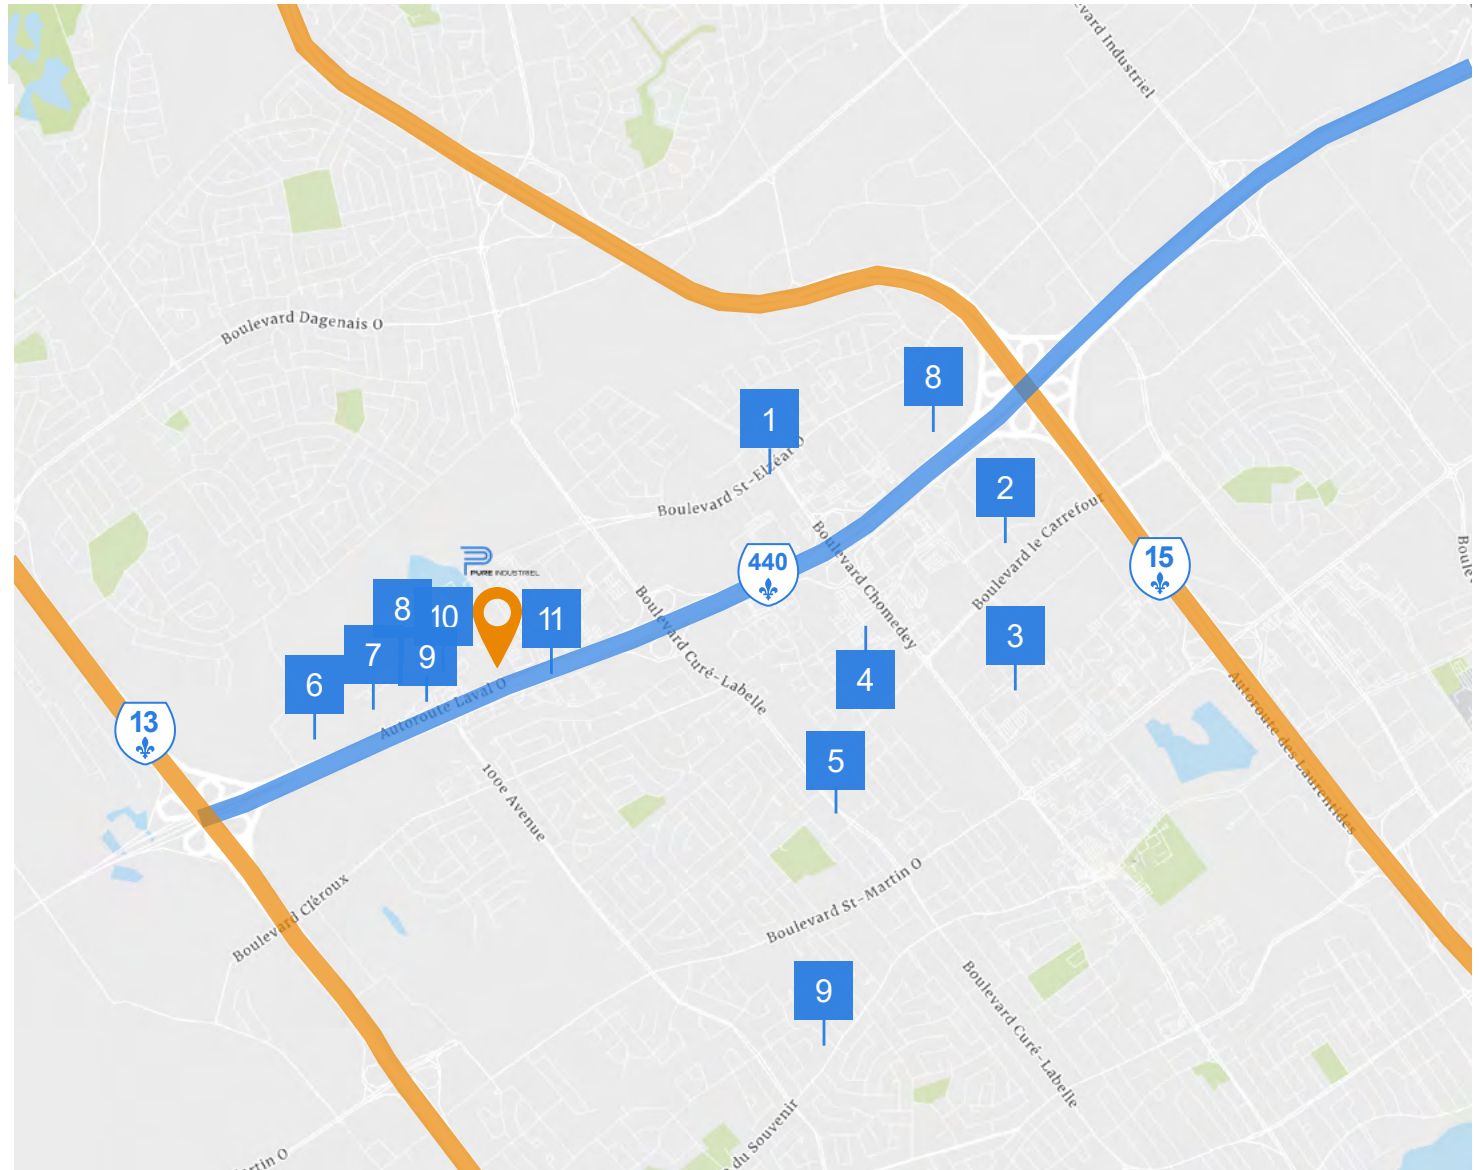 Boulevard Industriel
Boulevard Dagenais O
8
1
Boulevard St-Elzéar O
2
Boulevard le Carrefour
Boulevard Chomedey
440
15
PURE INDUSTRIEL
8
10
11
7
9
6
Boulevard Curé-Labelle
3
4
Autoroute Laval O
13
Autoroute des Laurentides
5
100e Avenue
Boulevard Cléroux
Boulevard St-Martin O
9
Boulevard Curé-Labelle
du Souvenir